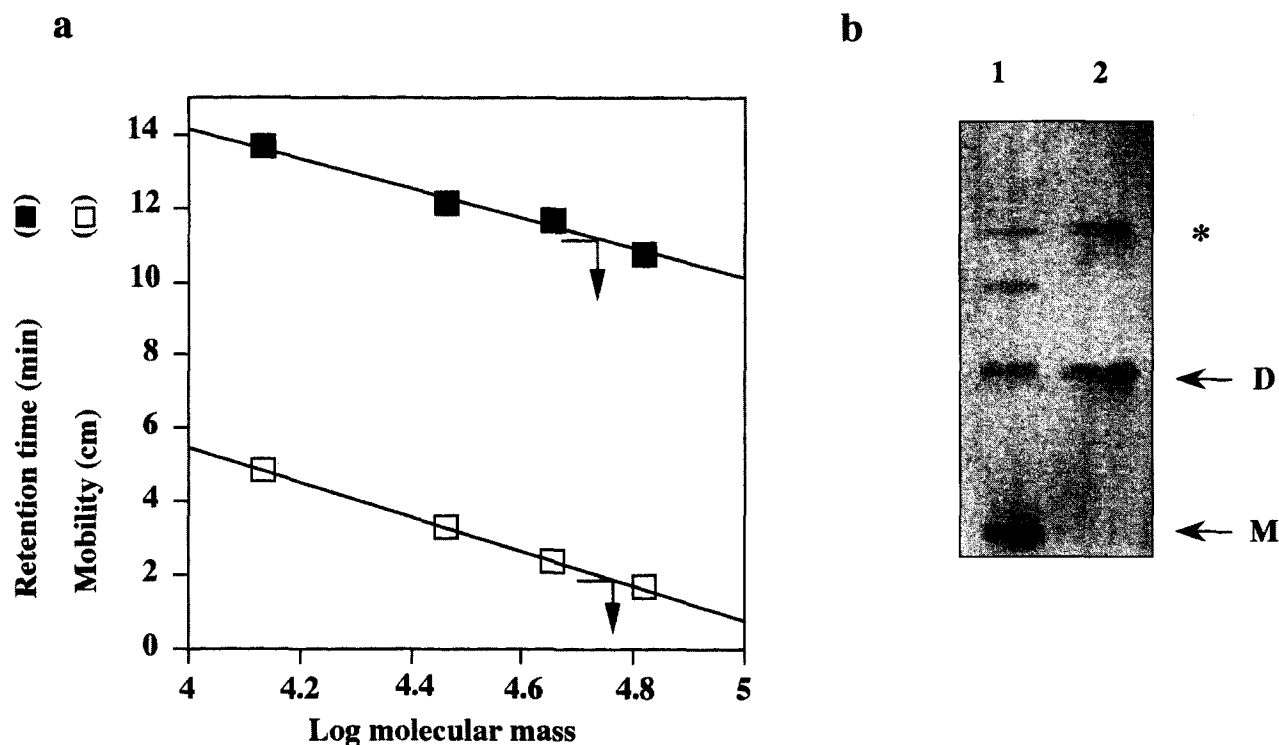 a
Retention time (min) (■)
Mobility (cm) (□)
14
12
10
8
6
4
2
0
4 4.2 4.4 4.6 4.8 5
Log molecular mass
b
1 2
*
D
M